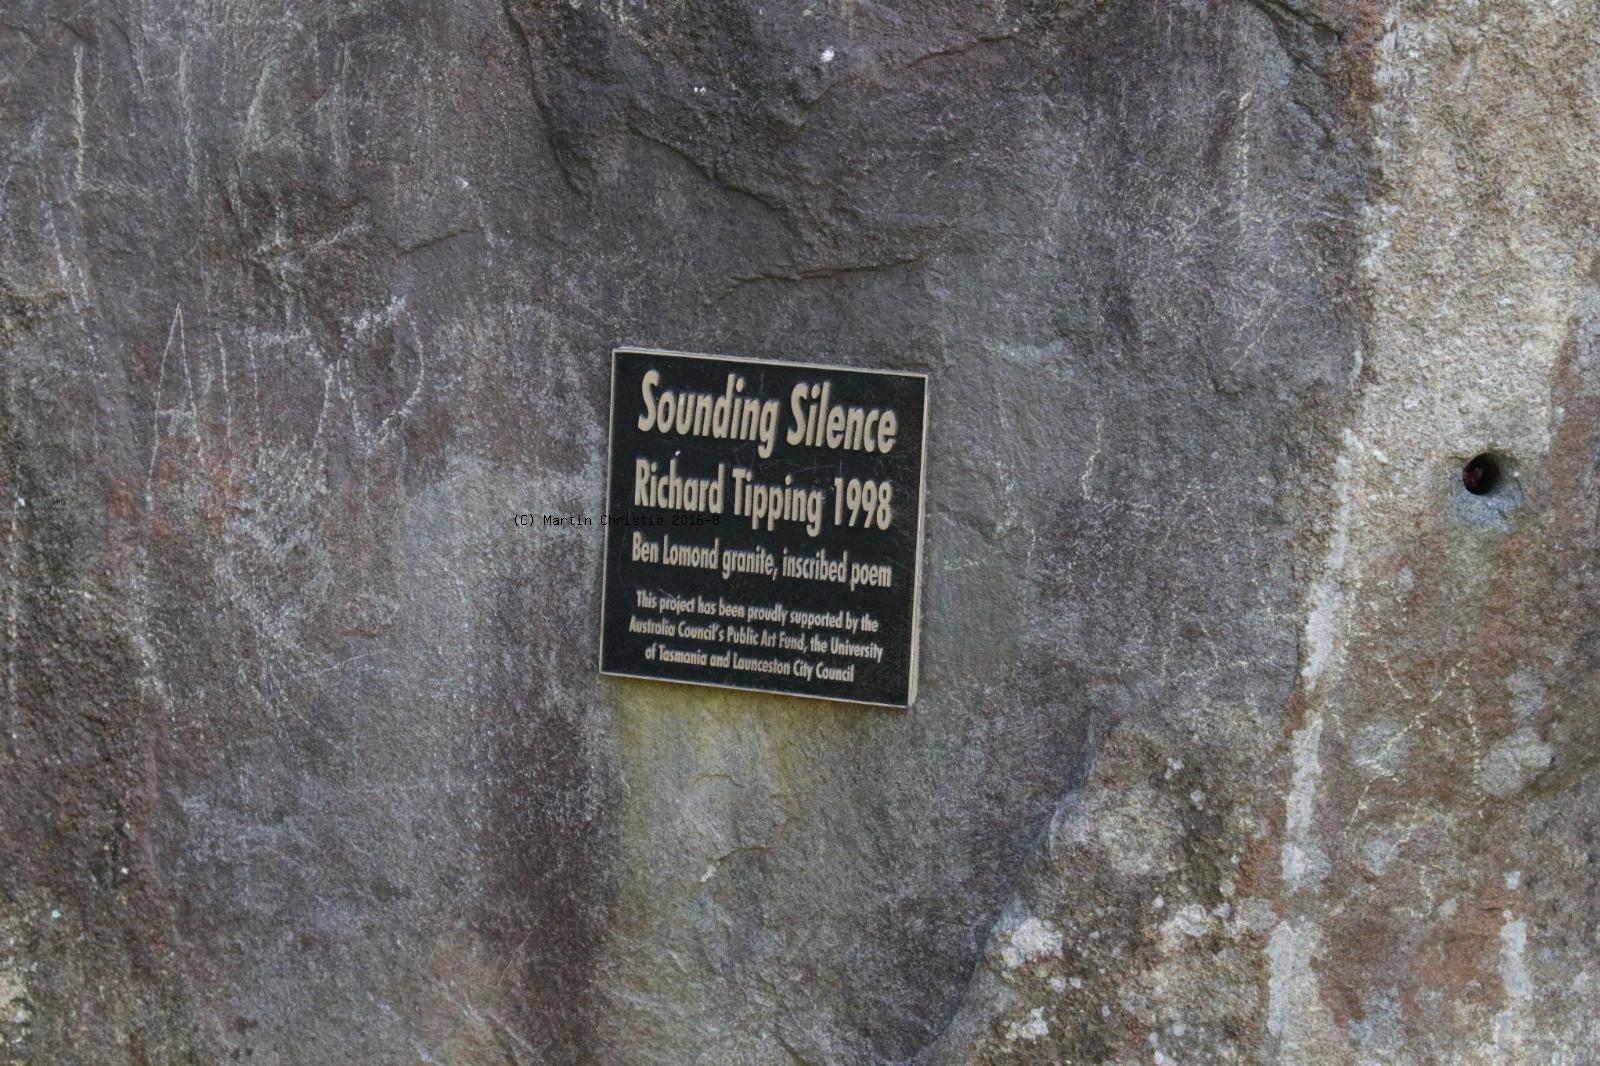 Sounding Silence
Richard Tipping 1998
(C) Martin Christie 2016-8
Ben Lomond granite, inscribed poem
This project has been proudly supported by the
Australia Council's Public Art Fund, the University
of Tasmania and Launceston City Council